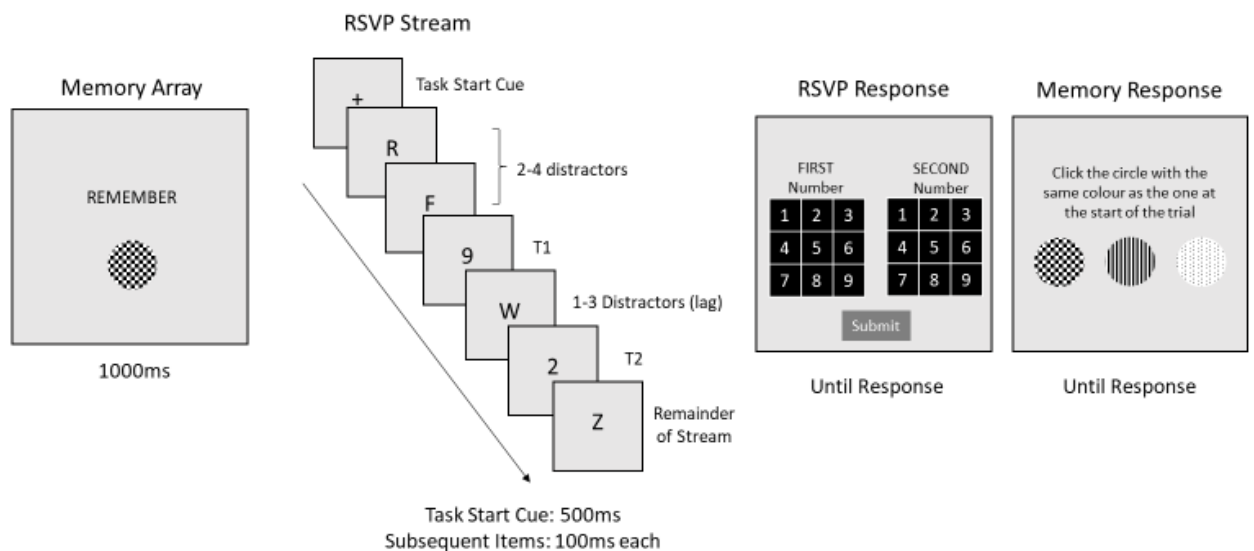 RSVP Stream
Memory Array
REMEMBER
1000ms
+
Task Start Cue
R
2-4 distractors
F
9
T1
W
1-3 Distractors (lag)
2
T2
Z
Remainder
of Stream
Task Start Cue: 500ms
Subsequent Items: 100ms each
RSVP Response
FIRST
Number
1 2 3
4 5 6
7 8 9
SECOND
Number
1 2 3
4 5 6
7 8 9
Submit
Until Response
Memory Response
Click the circle with the
same colour as the one at
the start of the trial
Until Response